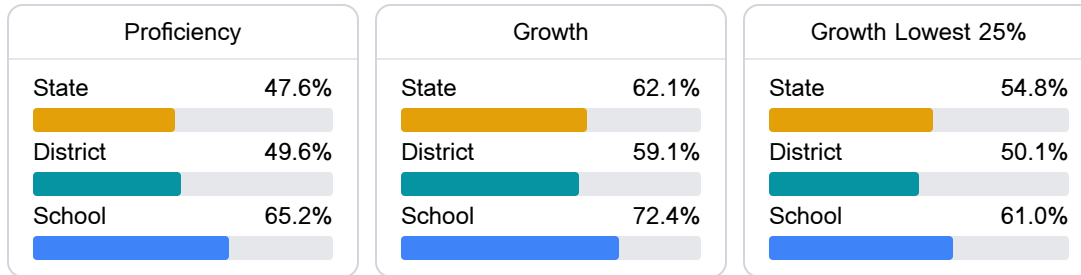 Proficiency
State 47.6%
District 49.6%
School 65.2%
Growth
State 62.1%
District 59.1%
School 72.4%
Growth Lowest 25%
State 54.8%
District 50.1%
School 61.0%